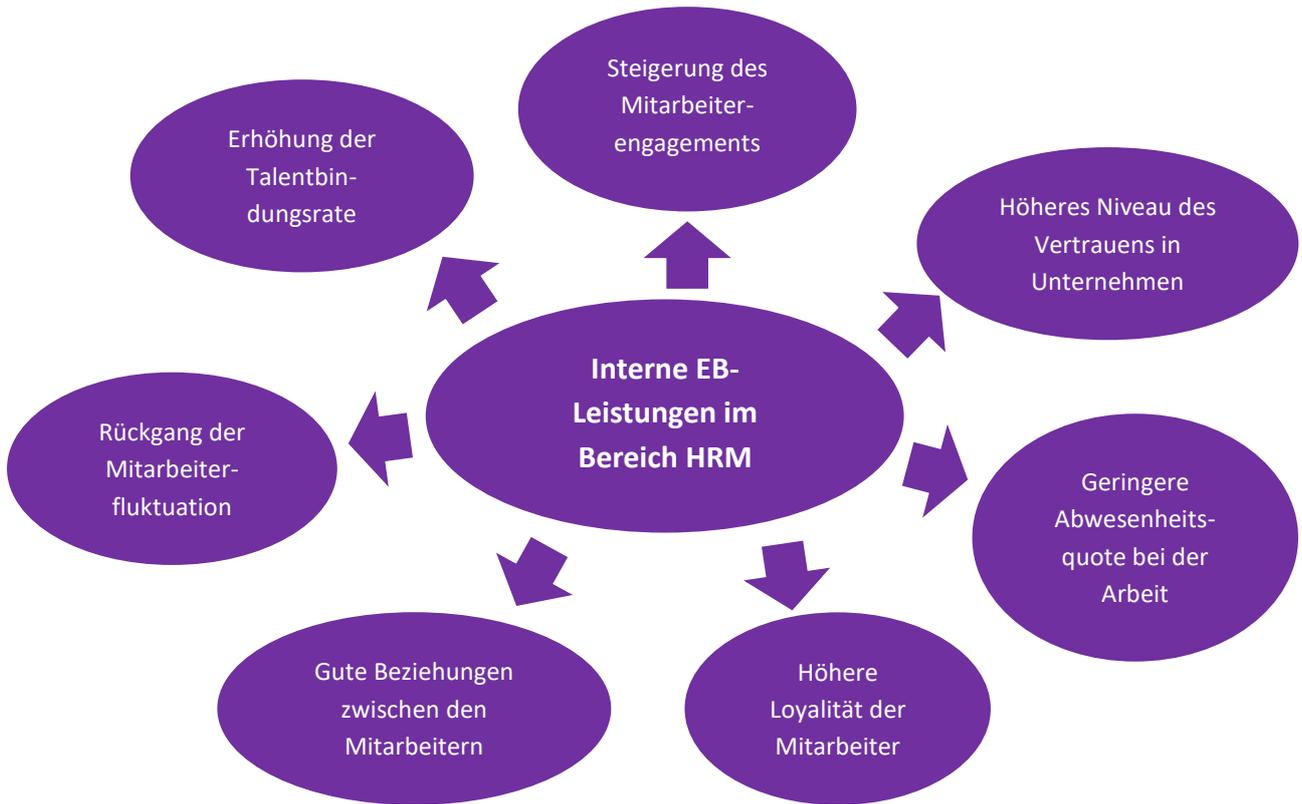 Steigerung des
Mitarbeiter-
engagements
Erhöhung der
Talentbin-
dungsrate
Höheres Niveau des
Vertrauens in
Unternehmen
Interne EB-
Leistungen im
Bereich HRM
Rückgang der
Mitarbeiter-
fluktuation
Geringere
Abwesenheits-
quote bei der
Arbeit
Gute Beziehungen
zwischen den
Mitarbeitern
Höhere
Loyalität der
Mitarbeiter